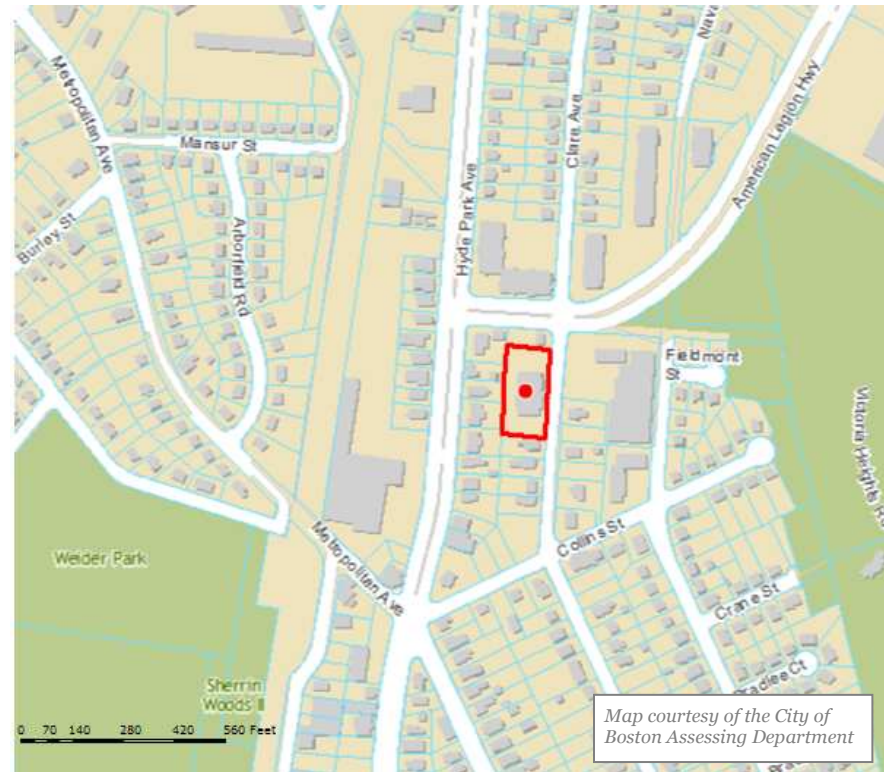 Metropolitan Ave
Mansur St
Burley St
Arborfield Rd
Hyde Park Ave
Clare Ave
American Legion Hwy
Fieldmont
St
Victoria Heights
Collins St
Weider Park
Metropolitan Ave
Crane St
Pradlee Ct
Sherrin
Woods II
0 70 140 280 420 560 Feet
Map courtesy of the City of
Boston Assessing Department